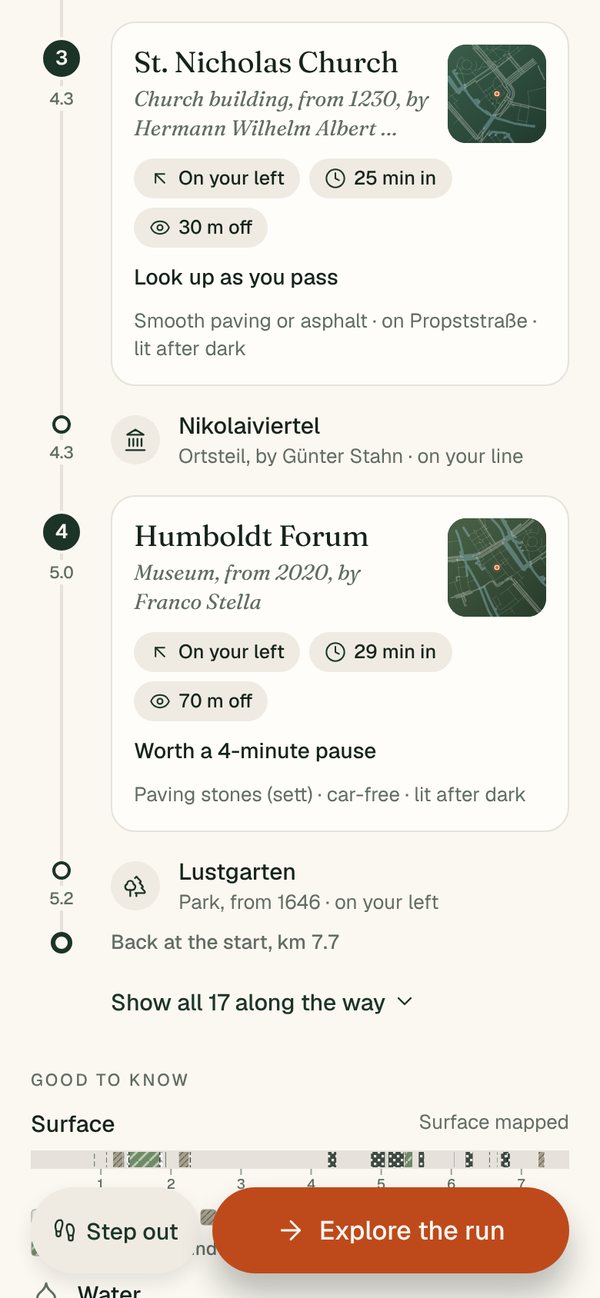 3
4.3
St. Nicholas Church
Church building, from 1230, by
Hermann Wilhelm Albert ...
On your left
25 min in
30 m off
Look up as you pass
Smooth paving or asphalt · on Propststraße ·
lit after dark
4.3
Nikolaiviertel
Ortsteil, by Günter Stahn · on your line
4
5.0
Humboldt Forum
Museum, from 2020, by
Franco Stella
On your left
29 min in
70 m off
Worth a 4-minute pause
Paving stones (sett) · car-free · lit after dark
5.2
Lustgarten
Park, from 1646 · on your left
Back at the start, km 7.7
Show all 17 along the way
GOOD TO KNOW
Surface
Surface mapped
1 2 3 4 5 6 7
Step out
Explore the run
Water